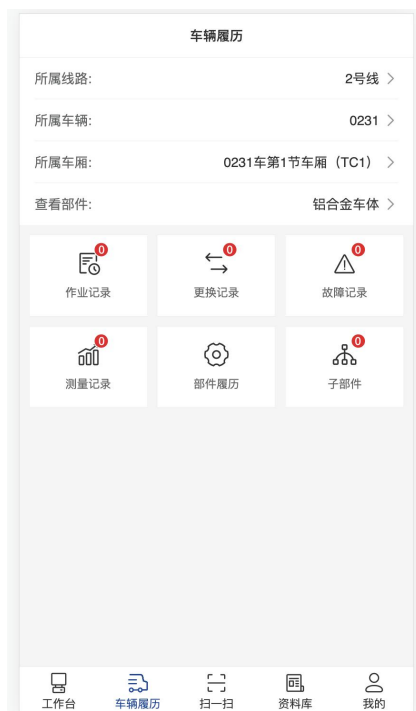 车辆履历
所属线路: 2号线
所属车辆: 0231
所属车厢: 0231车第1节车厢（TC1）
查看部件: 铝合金车体
0 0 0
作业记录 更换记录 故障记录
0 0
测量记录 部件履历 子部件
工作台 车辆履历 扫一扫 资料库 我的